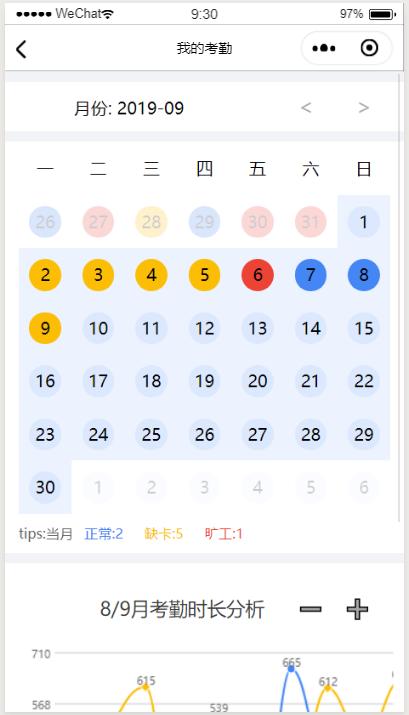 WeChat 9:30 97%
我的考勤
月份: 2019-09 < >
一 二 三 四 五 六 日
26 27 28 29 30 31 1
2 3 4 5 6 7 8
9 10 11 12 13 14 15
16 17 18 19 20 21 22
23 24 25 26 27 28 29
30 1 2 3 4 5 6
tips:当月 正常:2 缺卡:5 旷工:1
8/9月考勤时长分析
710
665
615 612
568 539